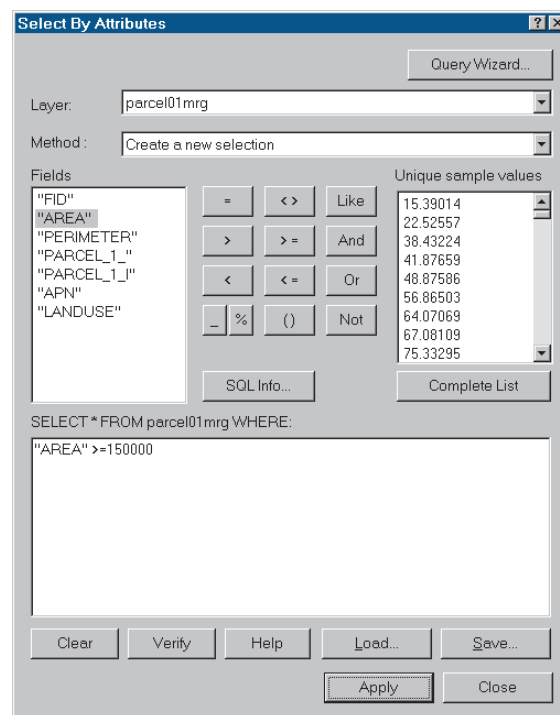 Select By Attributes
Query Wizard...
Layer: parcel01mrg
Method : Create a new selection
Fields
Unique sample values
"FID"
"AREA"
"PERIMETER"
"PARCEL_1_"
"PARCEL_1_I"
"APN"
"LANDUSE"
= <> Like
> >= And
< <= Or
_ % () Not
15.39014
22.52557
38.43224
41.87659
48.87586
56.86503
64.07069
67.08109
75.33295
SQL Info...
Complete List
SELECT * FROM parcel01mrg WHERE:
"AREA" >=150000
Clear Verify Help Load... Save...
Apply Close